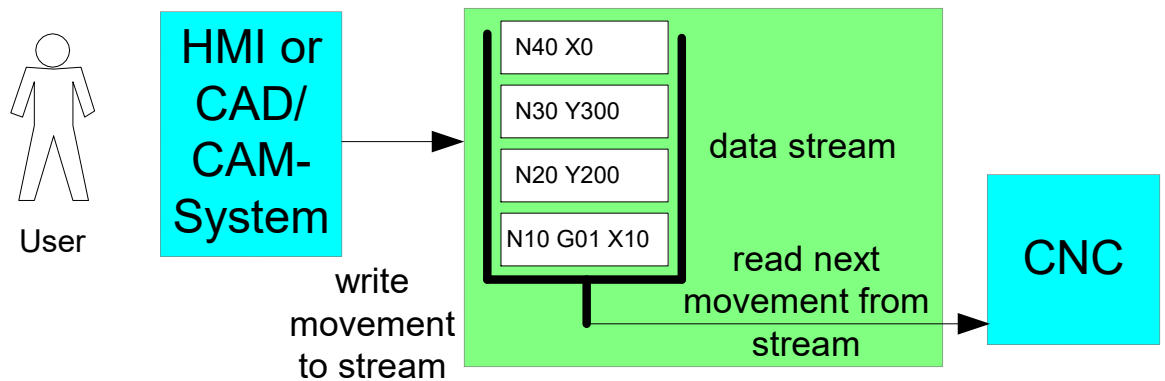 User
HMI or
CAD/
CAM-
System
write
movement
to stream
N40 X0
N30 Y300
N20 Y200
N10 G01 X10
data stream
read next
movement from
stream
CNC